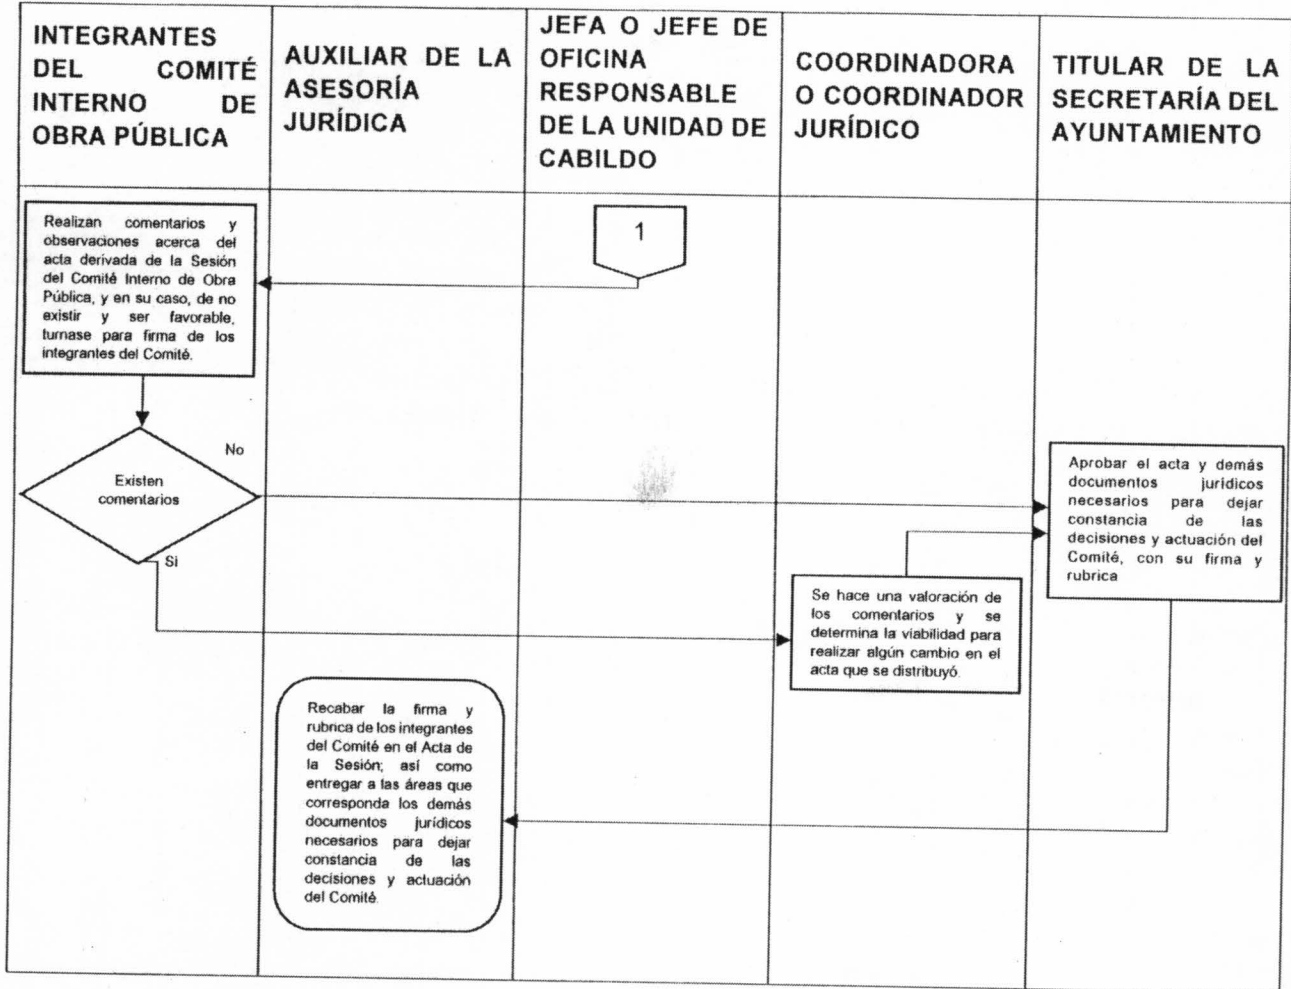 INTEGRANTES
DEL COMITÉ
INTERNO DE
OBRA PÚBLICA
AUXILIAR DE LA
ASESORÍA
JURÍDICA
JEFA O JEFE DE
OFICINA
RESPONSABLE
DE LA UNIDAD DE
CABILDO
COORDINADORA
O COORDINADOR
JURÍDICO
TITULAR DE LA
SECRETARÍA DEL
AYUNTAMIENTO
Realizan comentarios y
observaciones acerca del
acta derivada de la Sesión
del Comité Interno de Obra
Pública, y en su caso, de no
existir y ser favorable,
turnase para firma de los
integrantes del Comité.
1
No
Existen
comentarios
Si
Aprobar el acta y demás
documentos jurídicos
necesarios para dejar
constancia de las
decisiones y actuación del
Comité, con su firma y
rubrica
Se hace una valoración de
los comentarios y se
determina la viabilidad para
realizar algún cambio en el
acta que se distribuyó.
Recabar la firma y
rubrica de los integrantes
del Comité en el Acta de
la Sesión; así como
entregar a las áreas que
corresponda los demás
documentos jurídicos
necesarios para dejar
constancia de las
decisiones y actuación
del Comité.